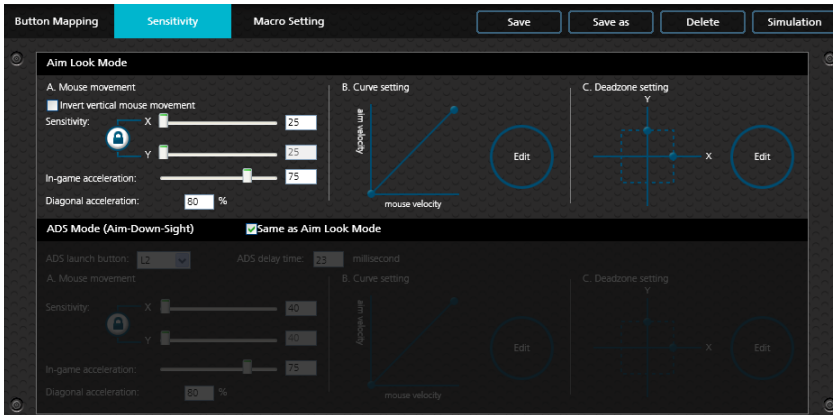 Button Mapping Sensitivity Macro Setting Save Save as Delete Simulation
Aim Look Mode
A. Mouse movement
Invert vertical mouse movement
Sensitivity: X 25
Y 25
In-game acceleration: 75
Diagonal acceleration: 80 %
B. Curve setting
aim velocity
mouse velocity
Edit
C. Deadzone setting
Y
X
Edit
ADS Mode (Aim-Down-Sight) Same as Aim Look Mode
ADS launch button: L2 ADS delay time: 23 millisecond
A. Mouse movement
Sensitivity: X 40
Y 40
In-game acceleration: 75
Diagonal acceleration: 80 %
B. Curve setting
aim velocity
mouse velocity
Edit
C. Deadzone setting
Y
X
Edit